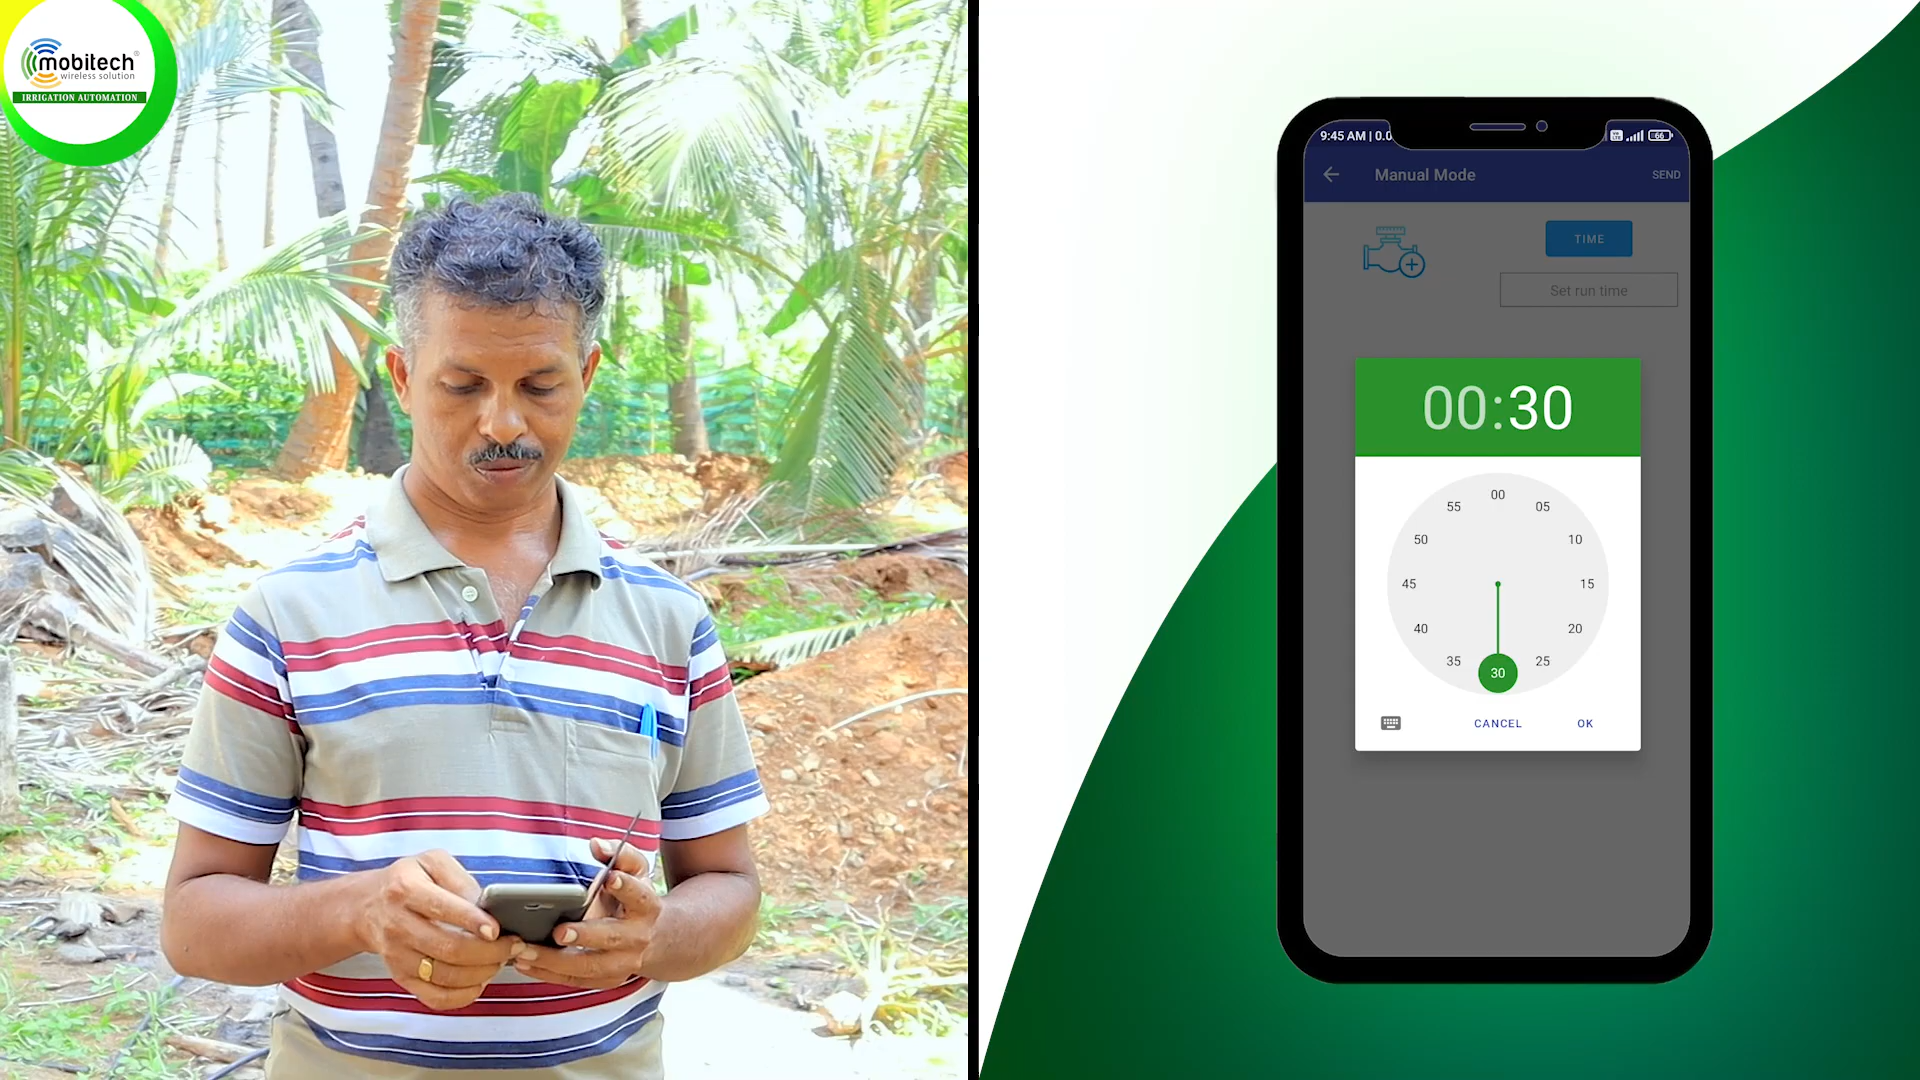 mobitech®
wireless solution
IRRIGATION AUTOMATION
9:45 AM | 0.0
66
Manual Mode
SEND
TIME
Set run time
00:30
00
55
05
50
10
45
15
40
20
35
25
30
CANCEL
OK